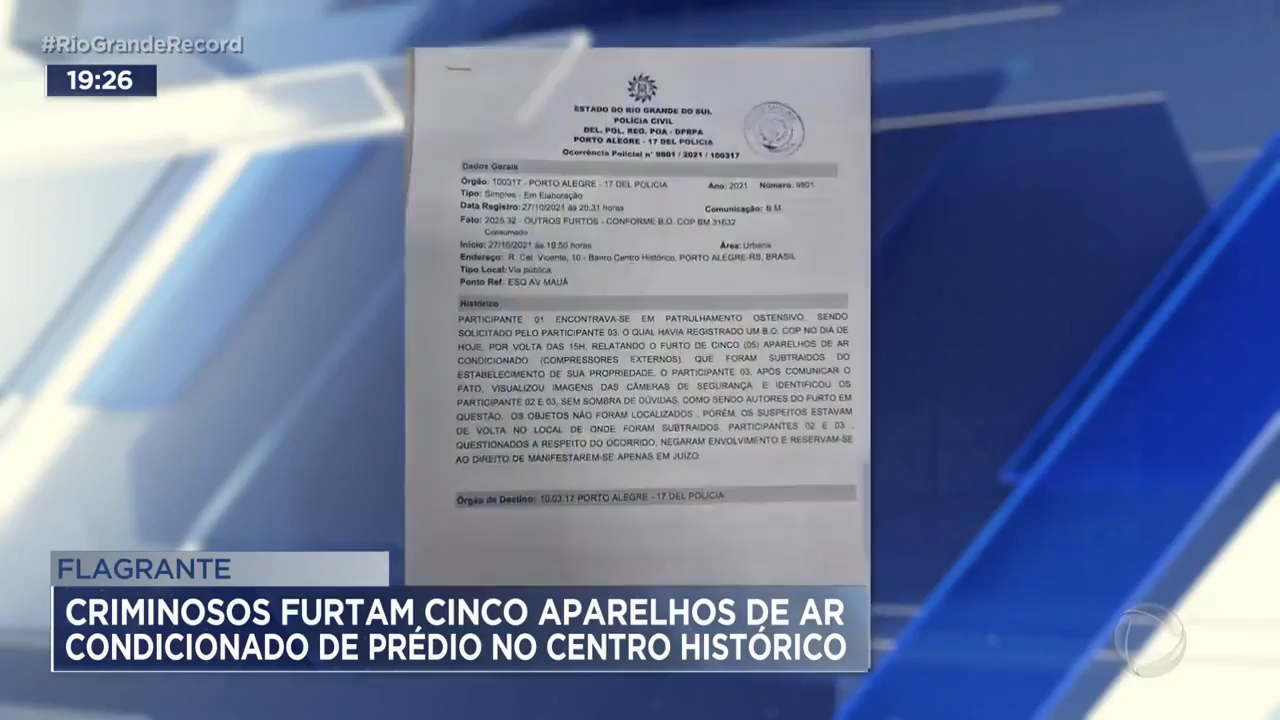 #RioGrandeRecord
19:26
ESTADO DO RIO GRANDE DO SUL
POLÍCIA CIVIL
DEL. POL. REG. POA - DPRPA
PORTO ALEGRE - 17 DEL POLICIA
Ocorrência Policial n° 9801 / 2021 / 100317
Dados Gerais
Órgão: 100317 - PORTO ALEGRE - 17 DEL POLICIA Ano: 2021 Número: 9801
Tipo: Simples - Em Elaboração
Data Registro: 27/10/2021 às 20:31 horas Comunicação: B.M.
Fato: 2025.32 - OUTROS FURTOS - CONFORME B.O. COP BM 31632
Consumado
Início: 27/10/2021 às 19:50 horas Área: Urbana
Endereço: R. Cel. Vicente, 10 - Bairro Centro Histórico, PORTO ALEGRE-RS, BRASIL
Tipo Local: Via pública
Ponto Ref: ESQ AV MAUÁ
Histórico
PARTICIPANTE 01 ENCONTRAVA-SE EM PATRULHAMENTO OSTENSIVO, SENDO
SOLICITADO PELO PARTICIPANTE 03, O QUAL HAVIA REGISTRADO UM B.O. COP NO DIA DE
HOJE, POR VOLTA DAS 15H, RELATANDO O FURTO DE CINCO (05) APARELHOS DE AR
CONDICIONADO (COMPRESSORES EXTERNOS), QUE FORAM SUBTRAIDOS DO
ESTABELECIMENTO DE SUA PROPRIEDADE. O PARTICIPANTE 03, APÓS COMUNICAR O
FATO, VISUALIZOU IMAGENS DAS CÂMERAS DE SEGURANÇA E IDENTIFICOU OS
PARTICIPANTE 02 E 03, SEM SOMBRA DE DÚVIDAS, COMO SENDO AUTORES DO FURTO EM
QUESTÃO. OS OBJETOS NÃO FORAM LOCALIZADOS , PORÉM, OS SUSPEITOS ESTAVAM
DE VOLTA NO LOCAL DE ONDE FORAM SUBTRAIDOS. PARTICIPANTES 02 E 03 ,
QUESTIONADOS A RESPEITO DO OCORRIDO, NEGARAM ENVOLVIMENTO E RESERVAM-SE
AO DIREITO DE MANIFESTAREM-SE APENAS EM JUÍZO
Órgão de Destino: 10.03.17 PORTO ALEGRE - 17 DEL POLICIA
FLAGRANTE
CRIMINOSOS FURTAM CINCO APARELHOS DE AR
CONDICIONADO DE PRÉDIO NO CENTRO HISTÓRICO